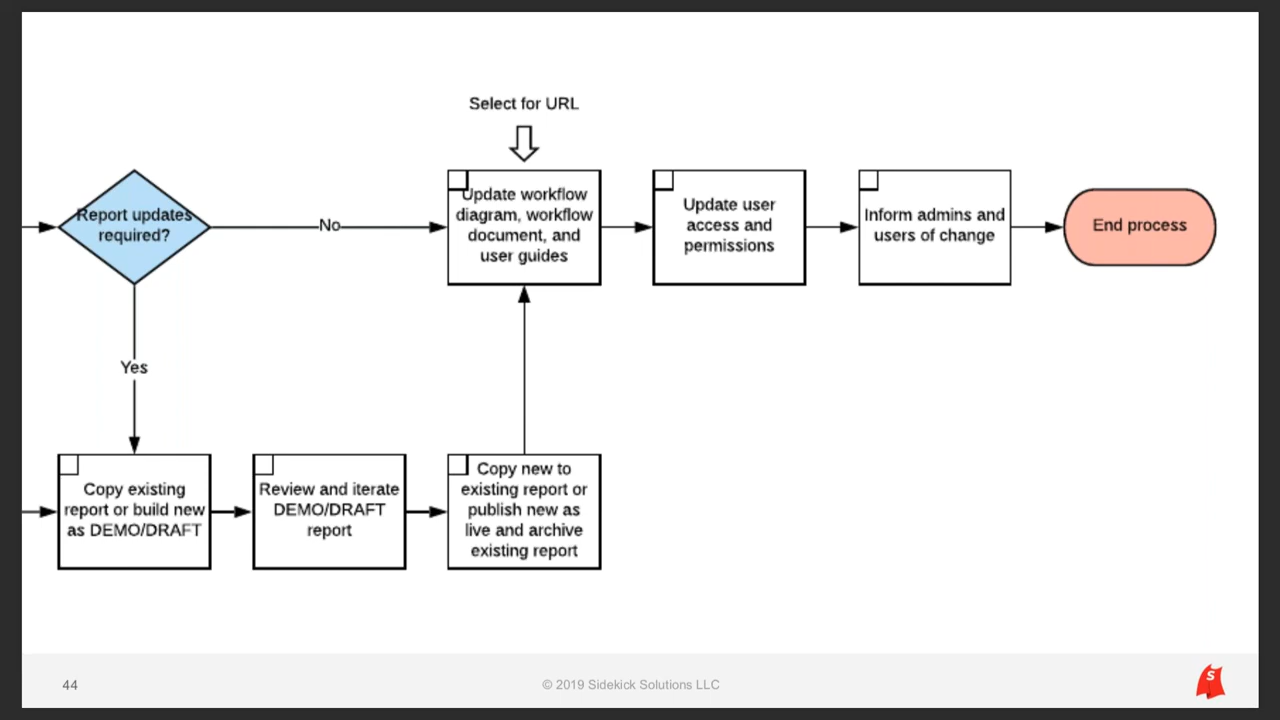 Select for URL
Report updates
required?
No
Update workflow
diagram, workflow
document, and
user guides
Update user
access and
permissions
Inform admins and
users of change
End process
Yes
Copy existing
report or build new
as DEMO/DRAFT
Review and iterate
DEMO/DRAFT
report
Copy new to
existing report or
publish new as
live and archive
existing report
44
© 2019 Sidekick Solutions LLC
S